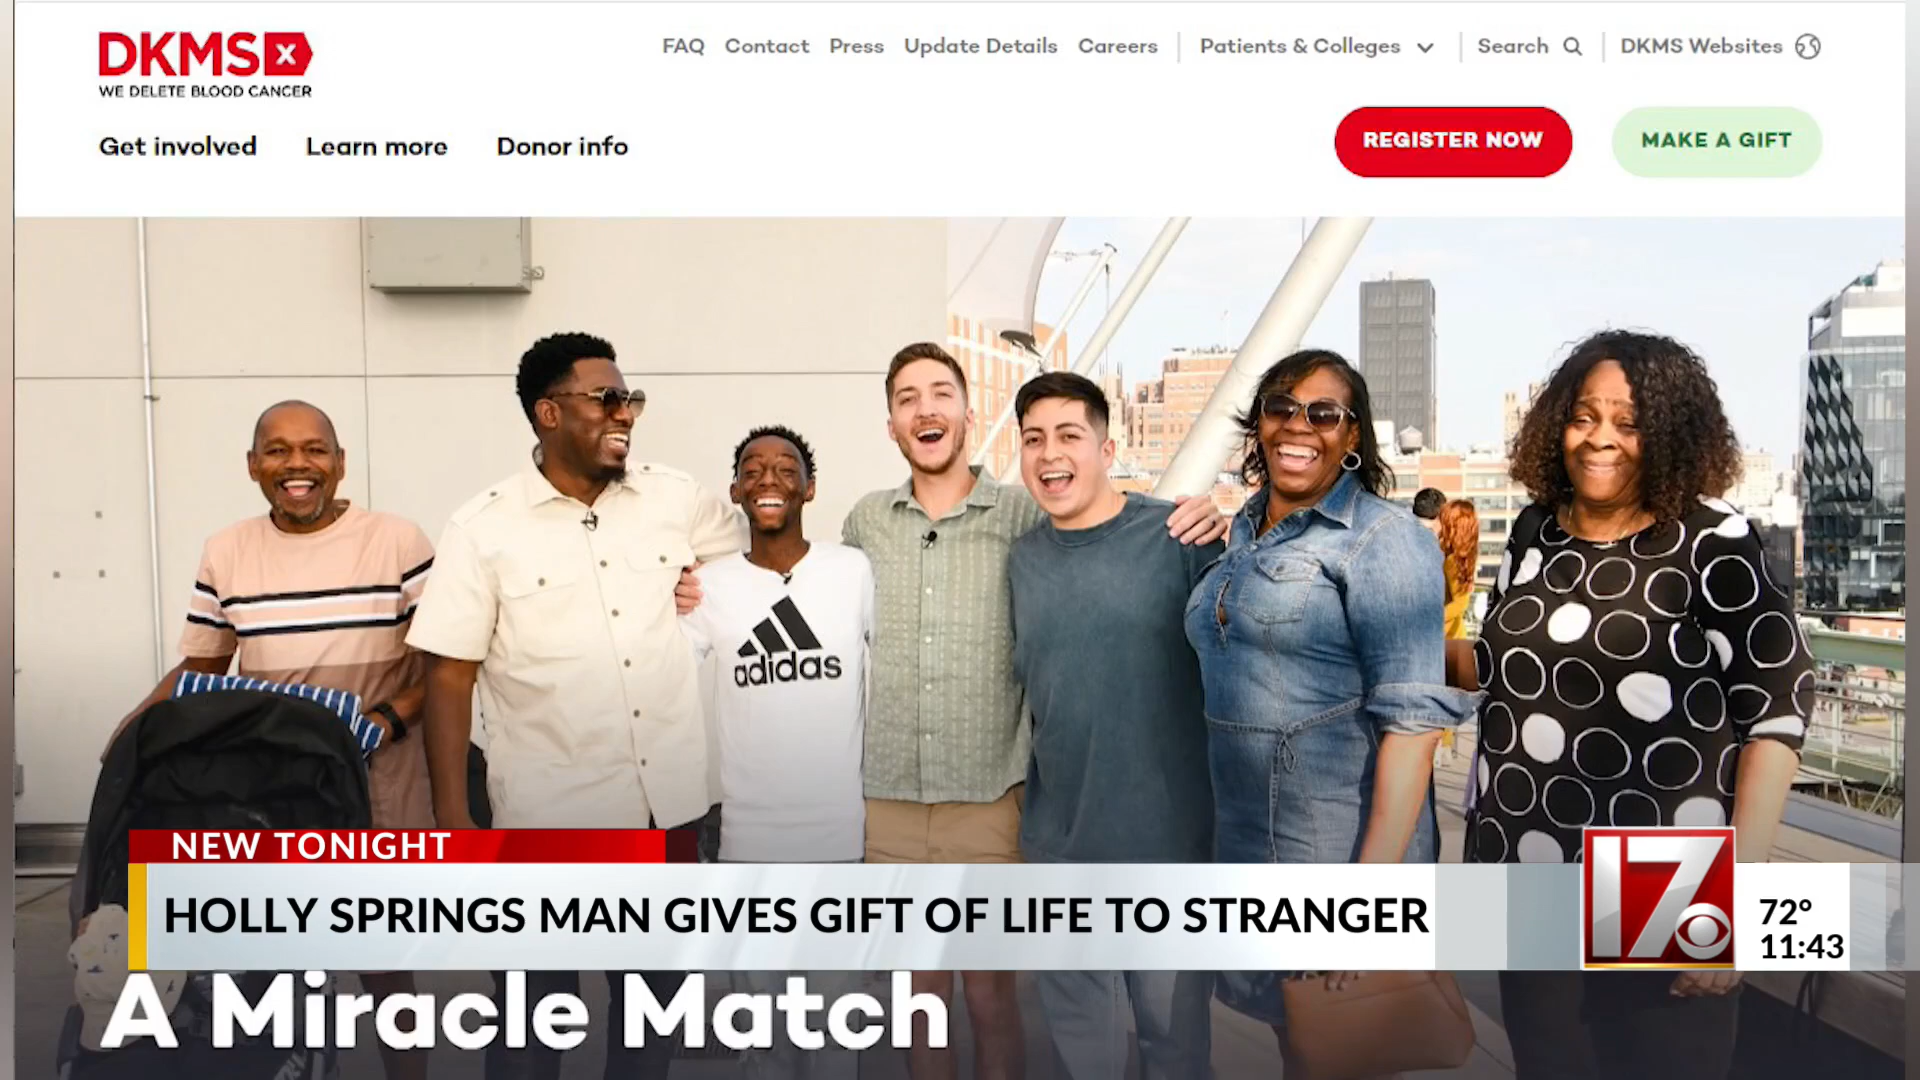 DKMS x
WE DELETE BLOOD CANCER
FAQ Contact Press Update Details Careers Patients & Colleges Search DKMS Websites
Get involved Learn more Donor info
REGISTER NOW
MAKE A GIFT
adidas
NEW TONIGHT
HOLLY SPRINGS MAN GIVES GIFT OF LIFE TO STRANGER
17
72°
11:43
A Miracle Match